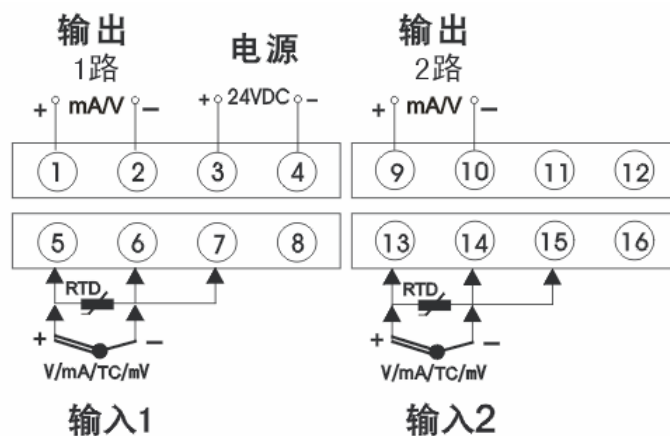 输出 电源 输出
1路 2路
+ mA/V − + 24VDC − + mA/V −
1 2 3 4 9 10 11 12
5 6 7 8 13 14 15 16
RTD RTD
+ − + −
V/mA/TC/mV V/mA/TC/mV
输入1 输入2